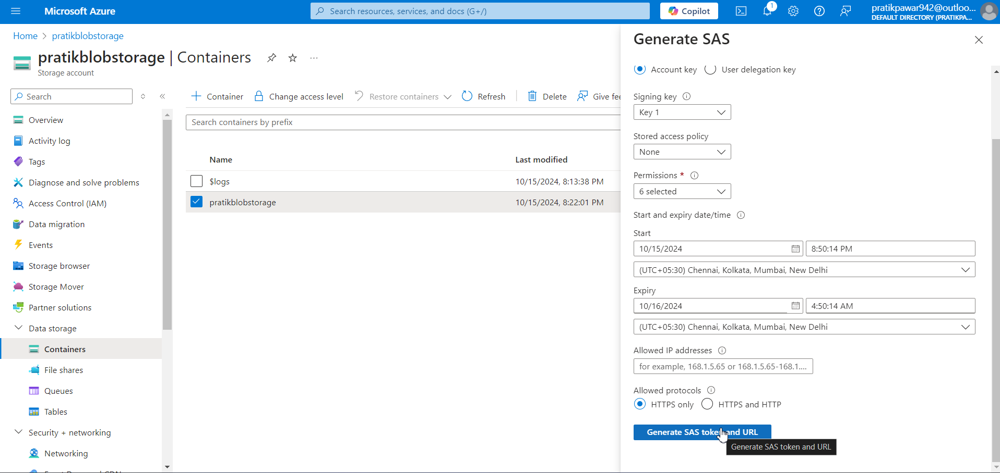 Microsoft Azure
Search resources, services, and docs (G+/)
Copilot
1
pratikpawar942@outloo...
DEFAULT DIRECTORY (PRATIKPA...
Home > pratikblobstorage
pratikblobstorage | Containers
Storage account
Search
Overview
Activity log
Tags
Diagnose and solve problems
Access Control (IAM)
Data migration
Events
Storage browser
Storage Mover
Partner solutions
Data storage
Containers
File shares
Queues
Tables
Security + networking
Networking
Container
Change access level
Restore containers
Refresh
Delete
Give fee
Search containers by prefix
Name Last modified
$logs 10/15/2024, 8:13:38 PM
pratikblobstorage 10/15/2024, 8:22:01 PM
Generate SAS
Account key User delegation key
Signing key
Key 1
Stored access policy
None
Permissions *
6 selected
Start and expiry date/time
Start
10/15/2024 8:50:14 PM
(UTC+05:30) Chennai, Kolkata, Mumbai, New Delhi
Expiry
10/16/2024 4:50:14 AM
(UTC+05:30) Chennai, Kolkata, Mumbai, New Delhi
Allowed IP addresses
for example, 168.1.5.65 or 168.1.5.65-168.1....
Allowed protocols
HTTPS only HTTPS and HTTP
Generate SAS token and URL
Generate SAS token and URL